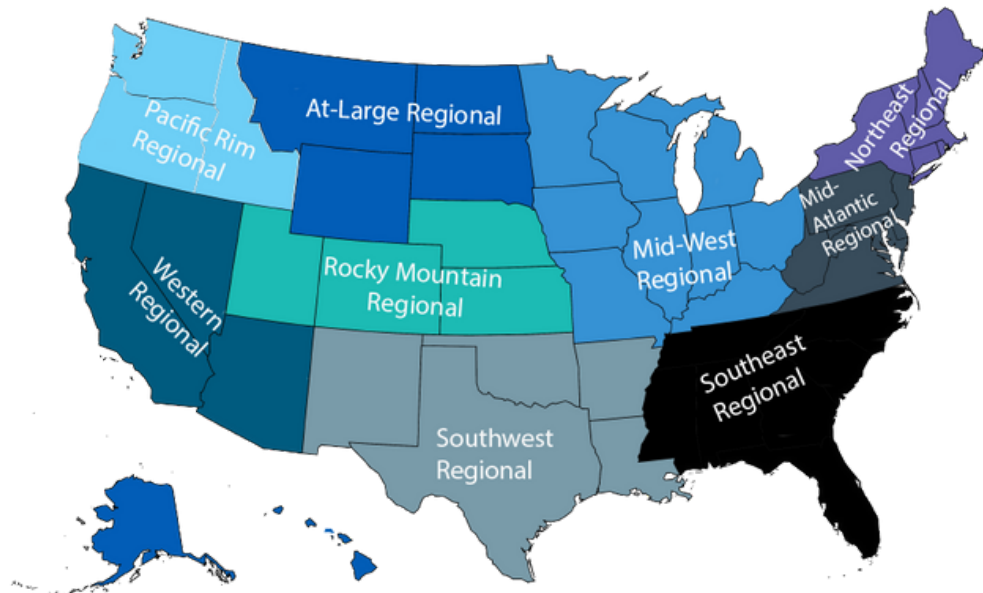 At-Large Regional
Pacific Rim
Regional
Northeast
Regional
Mid-
Atlantic
Regional
Mid-West
Regional
Rocky Mountain
Regional
Western
Regional
Southeast
Regional
Southwest
Regional